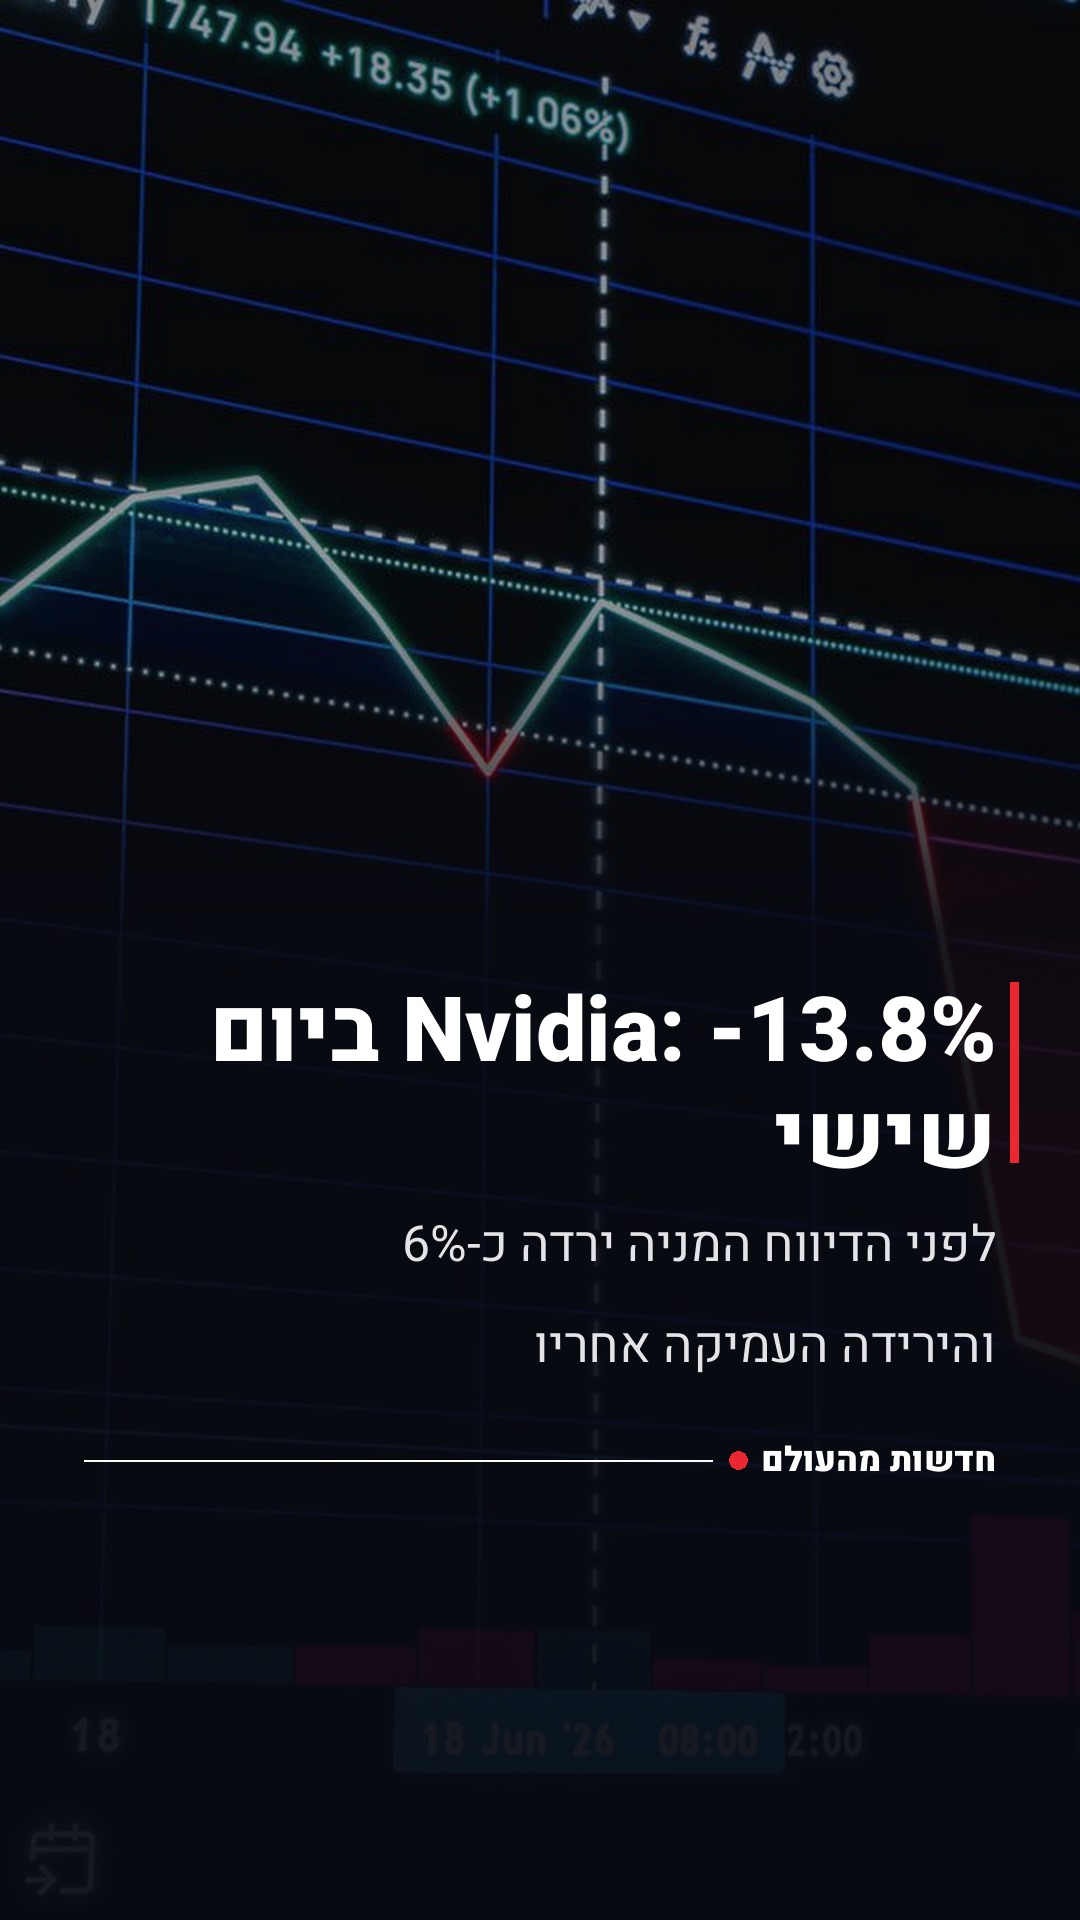 1747.94 +18.35 (+1.06%)
Nvidia: -13.8% ביום
שישי
לפני הדיווח המניה ירדה כ-6%
והירידה העמיקה אחריו
חדשות מהעולם
18
18 Jun '26 08:00
2:00